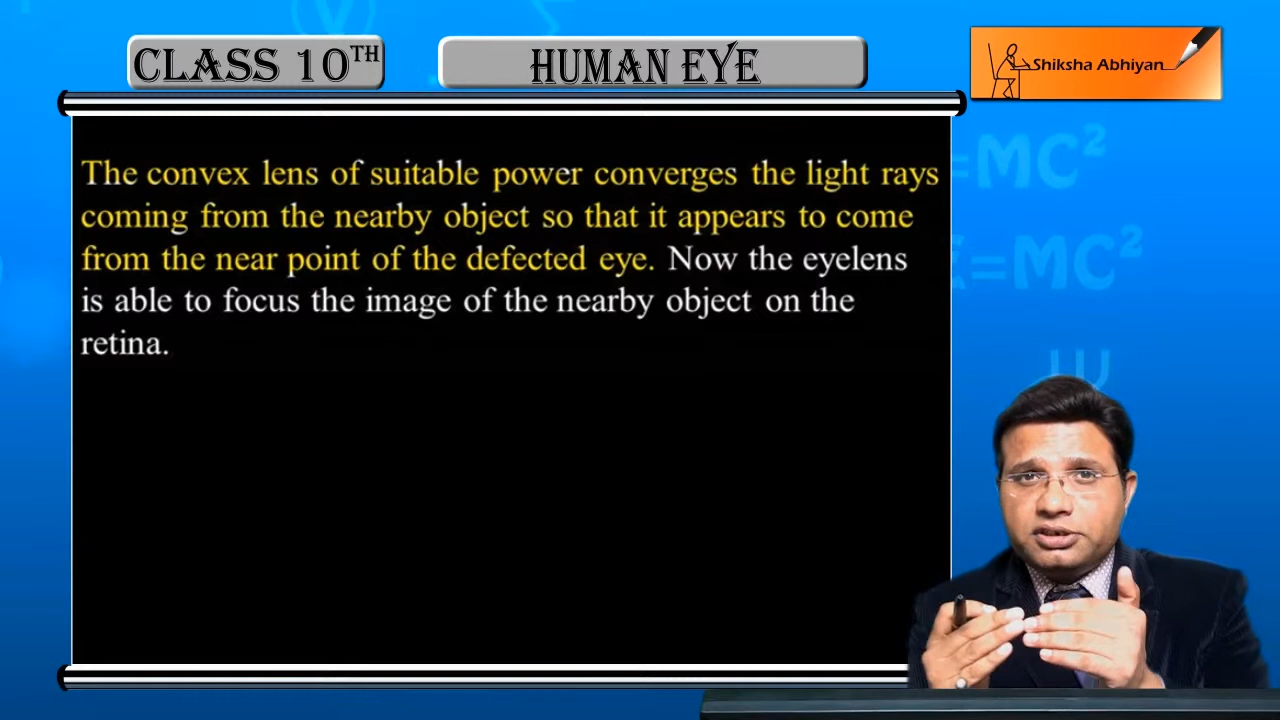 CLASS 10TH
HUMAN EYE
Shiksha Abhiyan
The convex lens of suitable power converges the light rays
coming from the nearby object so that it appears to come
from the near point of the defected eye. Now the eyelens
is able to focus the image of the nearby object on the
retina.
=MC²
=MC²